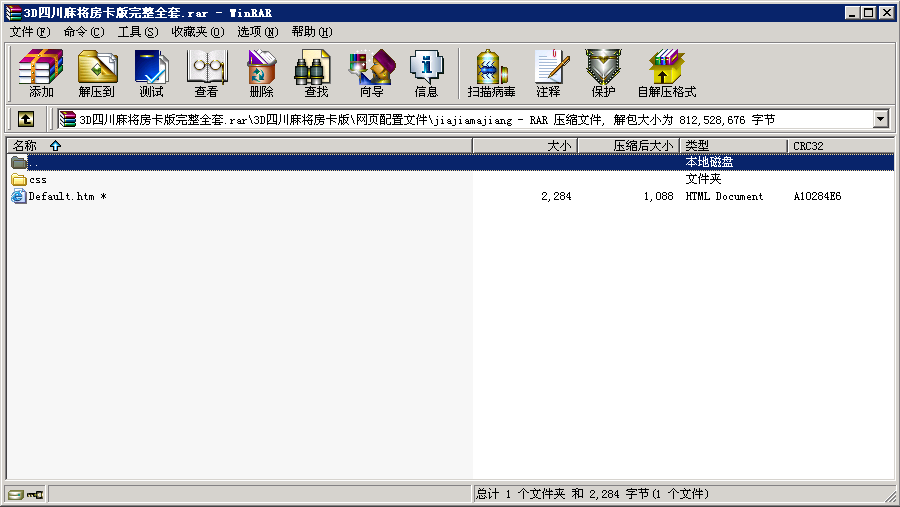 3D四川麻将房卡版完整全套.rar - WinRAR
文件(F) 命令(C) 工具(S) 收藏夹(O) 选项(N) 帮助(H)
添加 解压到 测试 查看 删除 查找 向导 信息 扫描病毒 注释 保护 自解压格式
3D四川麻将房卡版完整全套.rar\3D四川麻将房卡版\网页配置文件\jiajiamajiang - RAR 压缩文件, 解包大小为 812,528,676 字节
名称 大小 压缩后大小 类型 CRC32
.. 本地磁盘
css 文件夹
Default.htm * 2,284 1,088 HTML Document A10284E6
总计 1 个文件夹 和 2,284 字节(1 个文件)